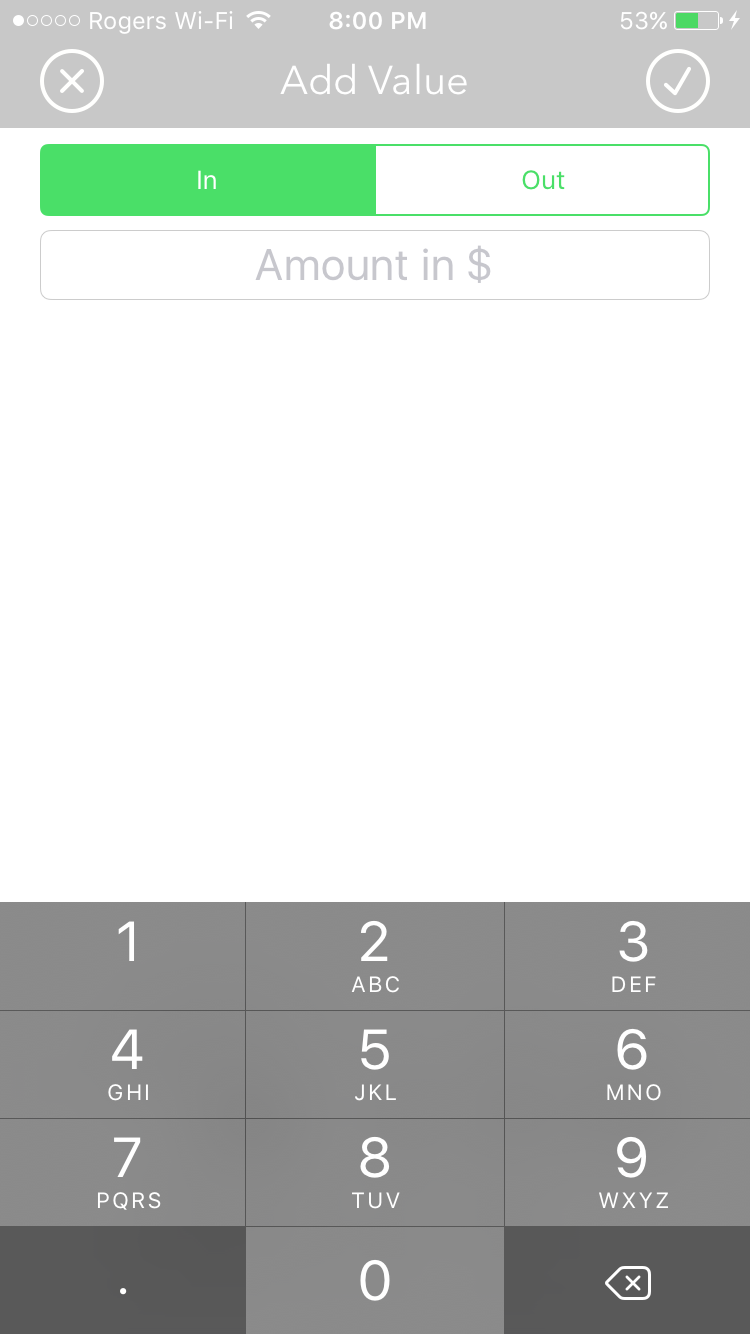 Rogers Wi-Fi 8:00 PM 53%
Add Value
In Out
Amount in $
1 2 3
ABC DEF
4 5 6
GHI JKL MNO
7 8 9
PQRS TUV WXYZ
. 0